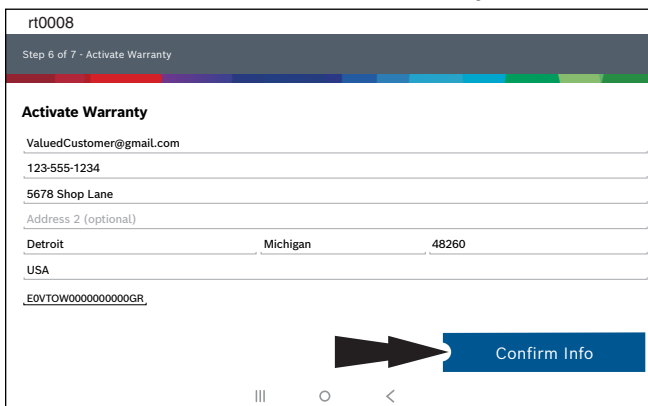 rt0008
Step 6 of 7 - Activate Warranty
Activate Warranty
ValuedCustomer@gmail.com
123-555-1234
5678 Shop Lane
Address 2 (optional)
Detroit Michigan 48260
USA
E0VTOW0000000000GR
Confirm Info